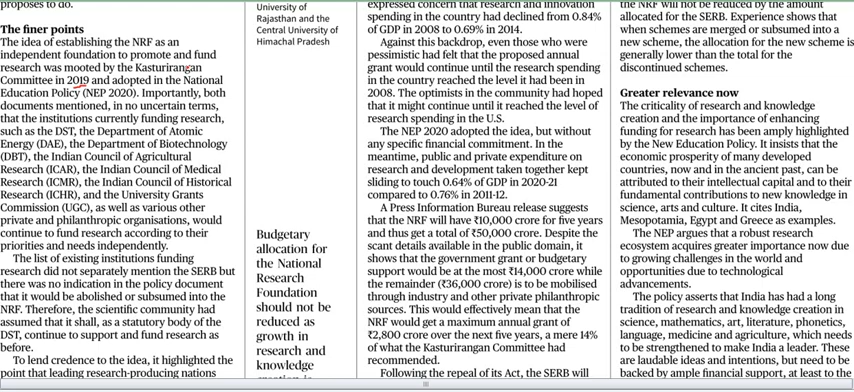 proposes to do.
The finer points
The idea of establishing the NRF as an
independent foundation to promote and fund
research was mooted by the Kasturirangan
Committee in 2019 and adopted in the National
Education Policy (NEP 2020). Importantly, both
documents mentioned, in no uncertain terms,
that the institutions currently funding research,
such as the DST, the Department of Atomic
Energy (DAE), the Department of Biotechnology
(DBT), the Indian Council of Agricultural
Research (ICAR), the Indian Council of Medical
Research (ICMR), the Indian Council of Historical
Research (ICHR), and the University Grants
Commission (UGC), as well as various other
private and philanthropic organisations, would
continue to fund research according to their
priorities and needs independently.
The list of existing institutions funding
research did not separately mention the SERB but
there was no indication in the policy document
that it would be abolished or subsumed into the
NRF. Therefore, the scientific community had
assumed that it shall, as a statutory body of the
DST, continue to support and fund research as
before.
To lend credence to the idea, it highlighted the
point that leading research-producing nations
University of
Rajasthan and the
Central University of
Himachal Pradesh
Budgetary
allocation for
the National
Research
Foundation
should not be
reduced as
growth in
research and
knowledge
creation is
expressed concern that research and innovation
spending in the country had declined from 0.84%
of GDP in 2008 to 0.69% in 2014.
Against this backdrop, even those who were
pessimistic had felt that the proposed annual
grant would continue until the research spending
in the country reached the level it had been in
2008. The optimists in the community had hoped
that it might continue until it reached the level of
research spending in the U.S.
The NEP 2020 adopted the idea, but without
any specific financial commitment. In the
meantime, public and private expenditure on
research and development taken together kept
sliding to touch 0.64% of GDP in 2020-21
compared to 0.76% in 2011-12.
A Press Information Bureau release suggests
that the NRF will have ₹10,000 crore for five years
and thus get a total of ₹50,000 crore. Despite the
scant details available in the public domain, it
shows that the government grant or budgetary
support would be at the most ₹14,000 crore while
the remainder (₹36,000 crore) is to be mobilised
through industry and other private philanthropic
sources. This would effectively mean that the
NRF would get a maximum annual grant of
₹2,800 crore over the next five years, a mere 14%
of what the Kasturirangan Committee had
recommended.
Following the repeal of its Act, the SERB will
the NRF will not be reduced by the amount
allocated for the SERB. Experience shows that
when schemes are merged or subsumed into a
new scheme, the allocation for the new scheme is
generally lower than the total for the
discontinued schemes.
Greater relevance now
The criticality of research and knowledge
creation and the importance of enhancing
funding for research has been amply highlighted
by the New Education Policy. It insists that the
economic prosperity of many developed
countries, now and in the ancient past, can be
attributed to their intellectual capital and to their
fundamental contributions to new knowledge in
science, arts and culture. It cites India,
Mesopotamia, Egypt and Greece as examples.
The NEP argues that a robust research
ecosystem acquires greater importance now due
to growing challenges in the world and
opportunities due to technological
advancements.
The policy asserts that India has had a long
tradition of research and knowledge creation in
science, mathematics, art, literature, phonetics,
language, medicine and agriculture, which needs
to be strengthened to make India a leader. These
are laudable ideas and intentions, but need to be
backed by ample financial support, at least to the